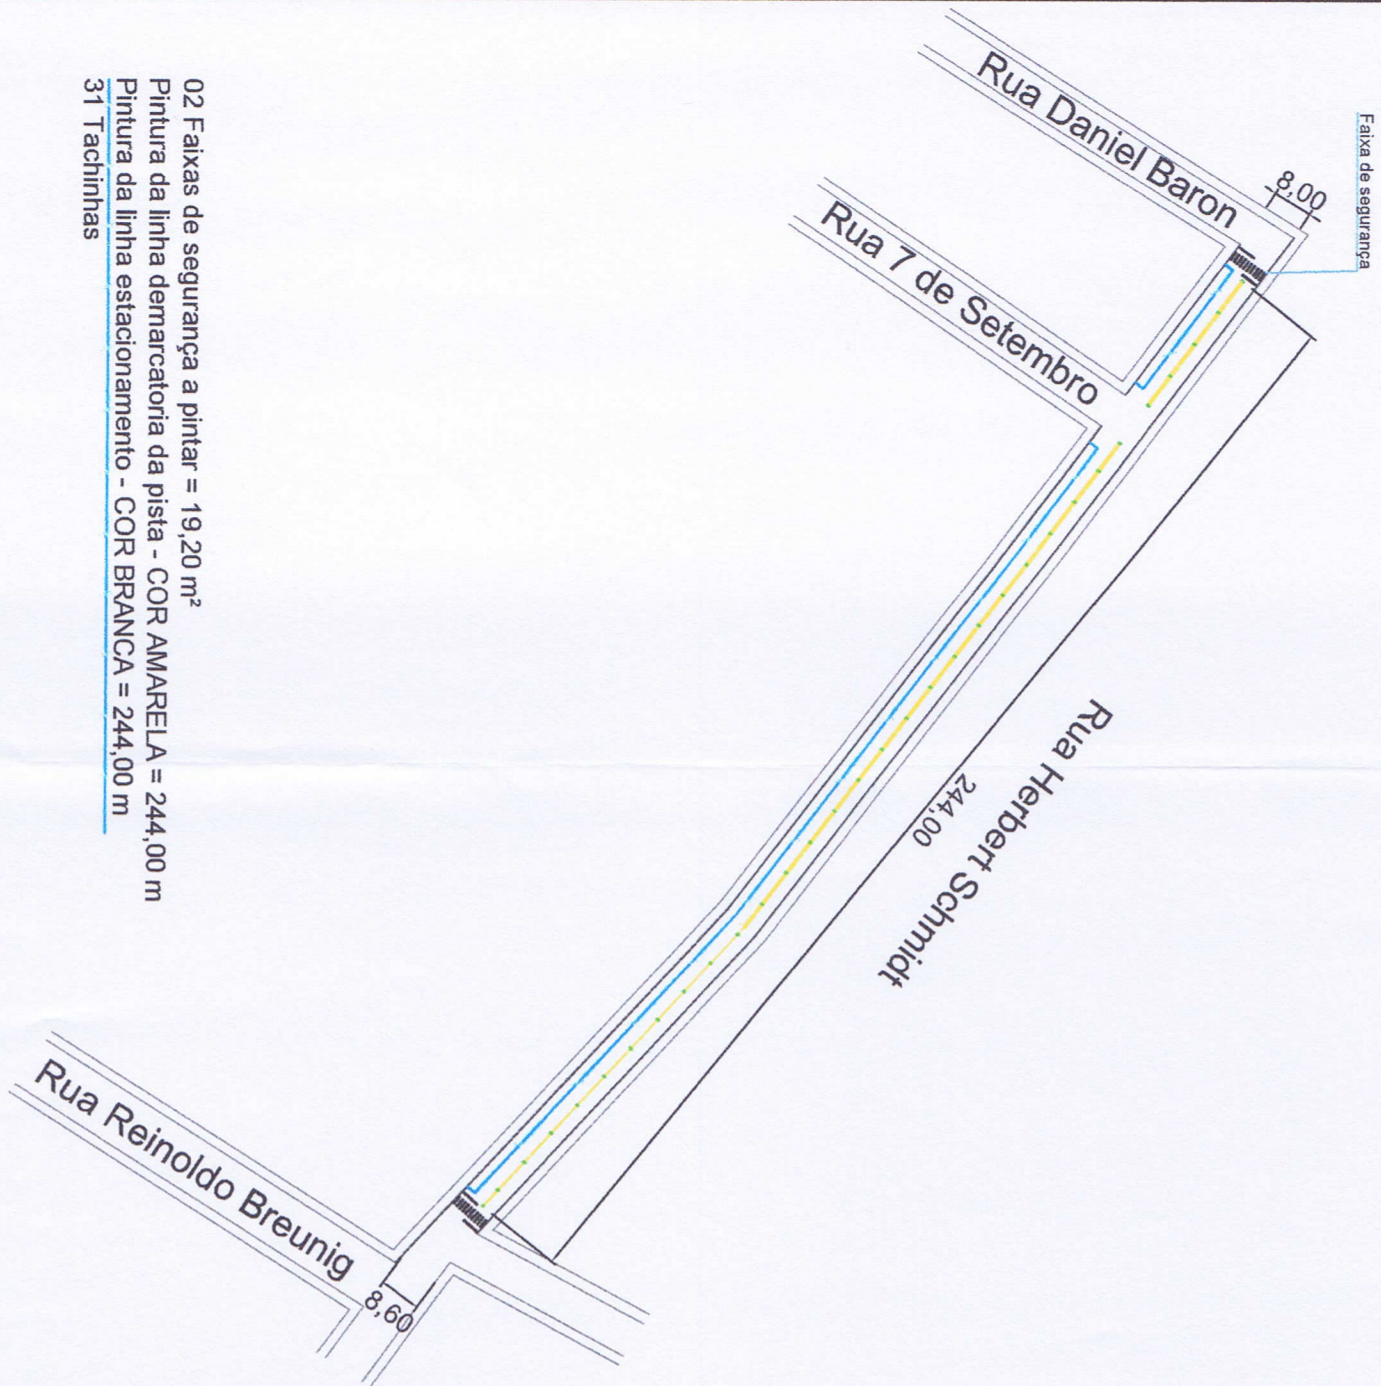 Faixa de segurança
8,00
Rua Daniel Baron
Rua 7 de Setembro
Rua Herbert Schmidt
244,00
Rua Reinoldo Breunig
8,60
02 Faixas de segurança a pintar = 19,20 m²
Pintura da linha demarcatoria da pista - COR AMARELA = 244,00 m
Pintura da linha estacionamento - COR BRANCA = 244,00 m
31 Tachinhas